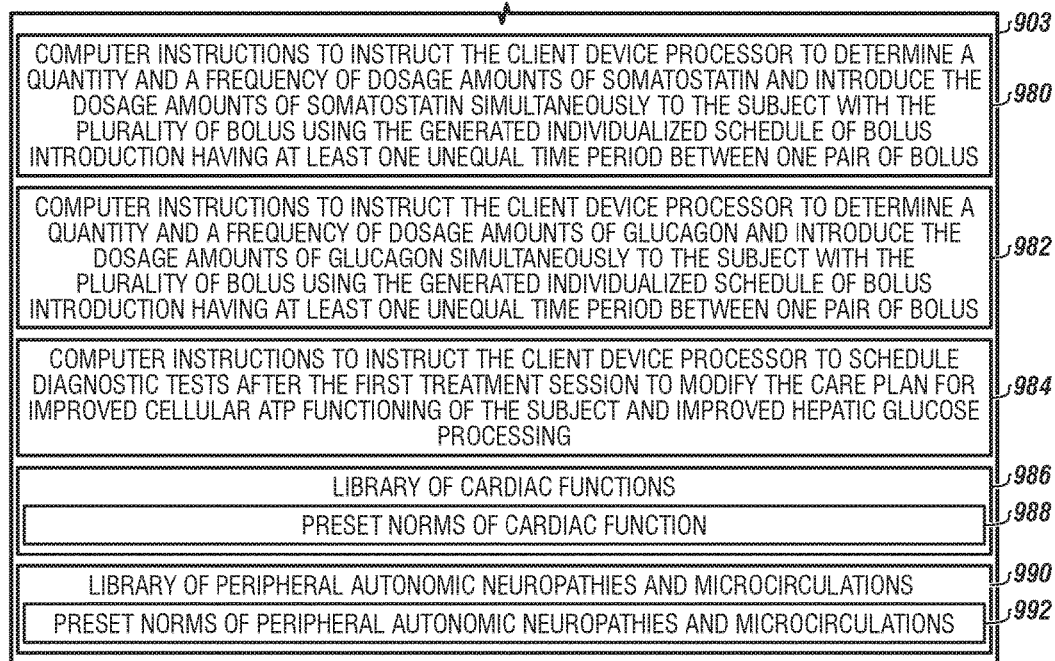 903
COMPUTER INSTRUCTIONS TO INSTRUCT THE CLIENT DEVICE PROCESSOR TO DETERMINE A
QUANTITY AND A FREQUENCY OF DOSAGE AMOUNTS OF SOMATOSTATIN AND INTRODUCE THE
DOSAGE AMOUNTS OF SOMATOSTATIN SIMULTANEOUSLY TO THE SUBJECT WITH THE
PLURALITY OF BOLUS USING THE GENERATED INDIVIDUALIZED SCHEDULE OF BOLUS
INTRODUCTION HAVING AT LEAST ONE UNEQUAL TIME PERIOD BETWEEN ONE PAIR OF BOLUS
980
COMPUTER INSTRUCTIONS TO INSTRUCT THE CLIENT DEVICE PROCESSOR TO DETERMINE A
QUANTITY AND A FREQUENCY OF DOSAGE AMOUNTS OF GLUCAGON AND INTRODUCE THE
DOSAGE AMOUNTS OF GLUCAGON SIMULTANEOUSLY TO THE SUBJECT WITH THE
PLURALITY OF BOLUS USING THE GENERATED INDIVIDUALIZED SCHEDULE OF BOLUS
INTRODUCTION HAVING AT LEAST ONE UNEQUAL TIME PERIOD BETWEEN ONE PAIR OF BOLUS
982
COMPUTER INSTRUCTIONS TO INSTRUCT THE CLIENT DEVICE PROCESSOR TO SCHEDULE
DIAGNOSTIC TESTS AFTER THE FIRST TREATMENT SESSION TO MODIFY THE CARE PLAN FOR
IMPROVED CELLULAR ATP FUNCTIONING OF THE SUBJECT AND IMPROVED HEPATIC GLUCOSE
PROCESSING
984
LIBRARY OF CARDIAC FUNCTIONS
986
PRESET NORMS OF CARDIAC FUNCTION
988
LIBRARY OF PERIPHERAL AUTONOMIC NEUROPATHIES AND MICROCIRCULATIONS
990
PRESET NORMS OF PERIPHERAL AUTONOMIC NEUROPATHIES AND MICROCIRCULATIONS
992